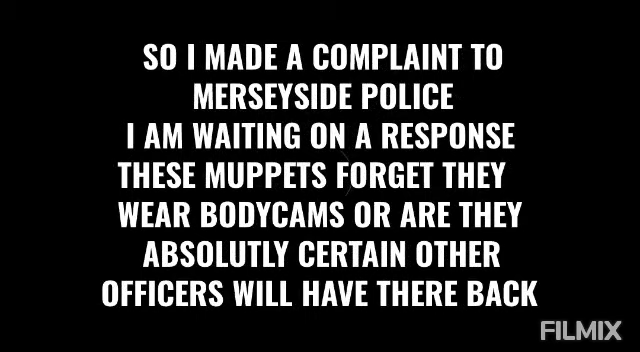 SO I MADE A COMPLAINT TO
MERSEYSIDE POLICE
I AM WAITING ON A RESPONSE
THESE MUPPETS FORGET THEY
WEAR BODYCAMS OR ARE THEY
ABSOLUTLY CERTAIN OTHER
OFFICERS WILL HAVE THERE BACK
FILMIX